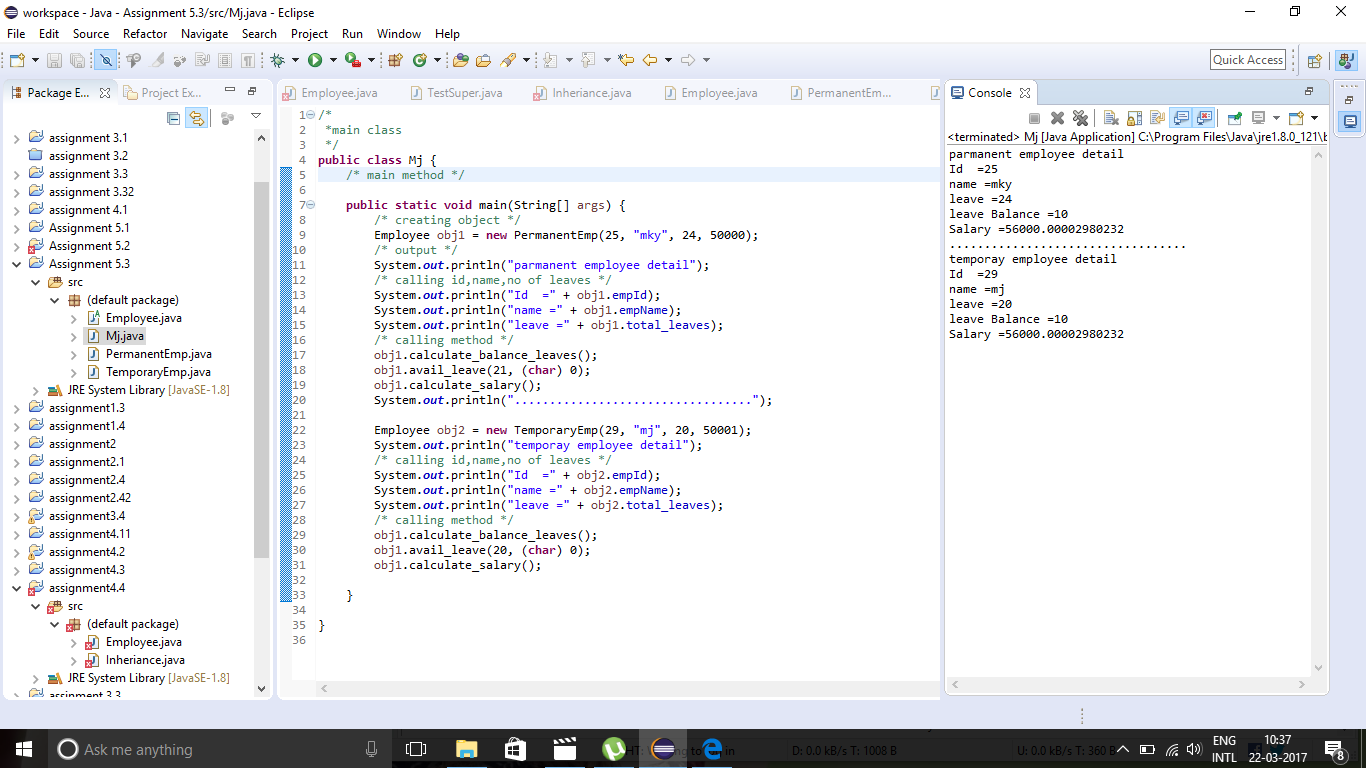 workspace - Java - Assignment 5.3/src/Mj.java - Eclipse
File Edit Source Refactor Navigate Search Project Run Window Help
Quick Access
Package E...
Project Ex...
assignment 3.1
assignment 3.2
assignment 3.3
assignment 3.32
assignment 4.1
Assignment 5.1
Assignment 5.2
Assignment 5.3
src
(default package)
Employee.java
Mj.java
PermanentEmp.java
TemporaryEmp.java
JRE System Library [JavaSE-1.8]
assignment1.3
assignment1.4
assignment2
assignment2.1
assignment2.4
assignment2.42
assignment3.4
assignment4.11
assignment4.2
assignment4.3
assignment4.4
src
(default package)
Employee.java
Inheriance.java
JRE System Library [JavaSE-1.8]
assinment 3.3
Employee.java TestSuper.java Inheriance.java Employee.java PermanentEm...
1 /*
2 *main class
3 */
4 public class Mj {
5 /* main method */
6
7 public static void main(String[] args) {
8 /* creating object */
9 Employee obj1 = new PermanentEmp(25, "mky", 24, 50000);
10 /* output */
11 System.out.println("parmanent employee detail");
12 /* calling id,name,no of leaves */
13 System.out.println("Id  =" + obj1.empId);
14 System.out.println("name =" + obj1.empName);
15 System.out.println("leave =" + obj1.total_leaves);
16 /* calling method */
17 obj1.calculate_balance_leaves();
18 obj1.avail_leave(21, (char) 0);
19 obj1.calculate_salary();
20 System.out.println("..................................");
21
22 Employee obj2 = new TemporaryEmp(29, "mj", 20, 50001);
23 System.out.println("temporay employee detail");
24 /* calling id,name,no of leaves */
25 System.out.println("Id  =" + obj2.empId);
26 System.out.println("name =" + obj2.empName);
27 System.out.println("leave =" + obj2.total_leaves);
28 /* calling method */
29 obj1.calculate_balance_leaves();
30 obj1.avail_leave(20, (char) 0);
31 obj1.calculate_salary();
32
33 }
34
35 }
36
Console
<terminated> Mj [Java Application] C:\Program Files\Java\jre1.8.0_121\b
parmanent employee detail
Id  =25
name =mky
leave =24
leave Balance =10
Salary =56000.00002980232
..................................
temporay employee detail
Id  =29
name =mj
leave =20
leave Balance =10
Salary =56000.00002980232
Ask me anything
D: 0.0 kB/s T: 1008 B
U: 0.0 kB/s T: 360 B
ENG
INTL
10:37
22-03-2017
8